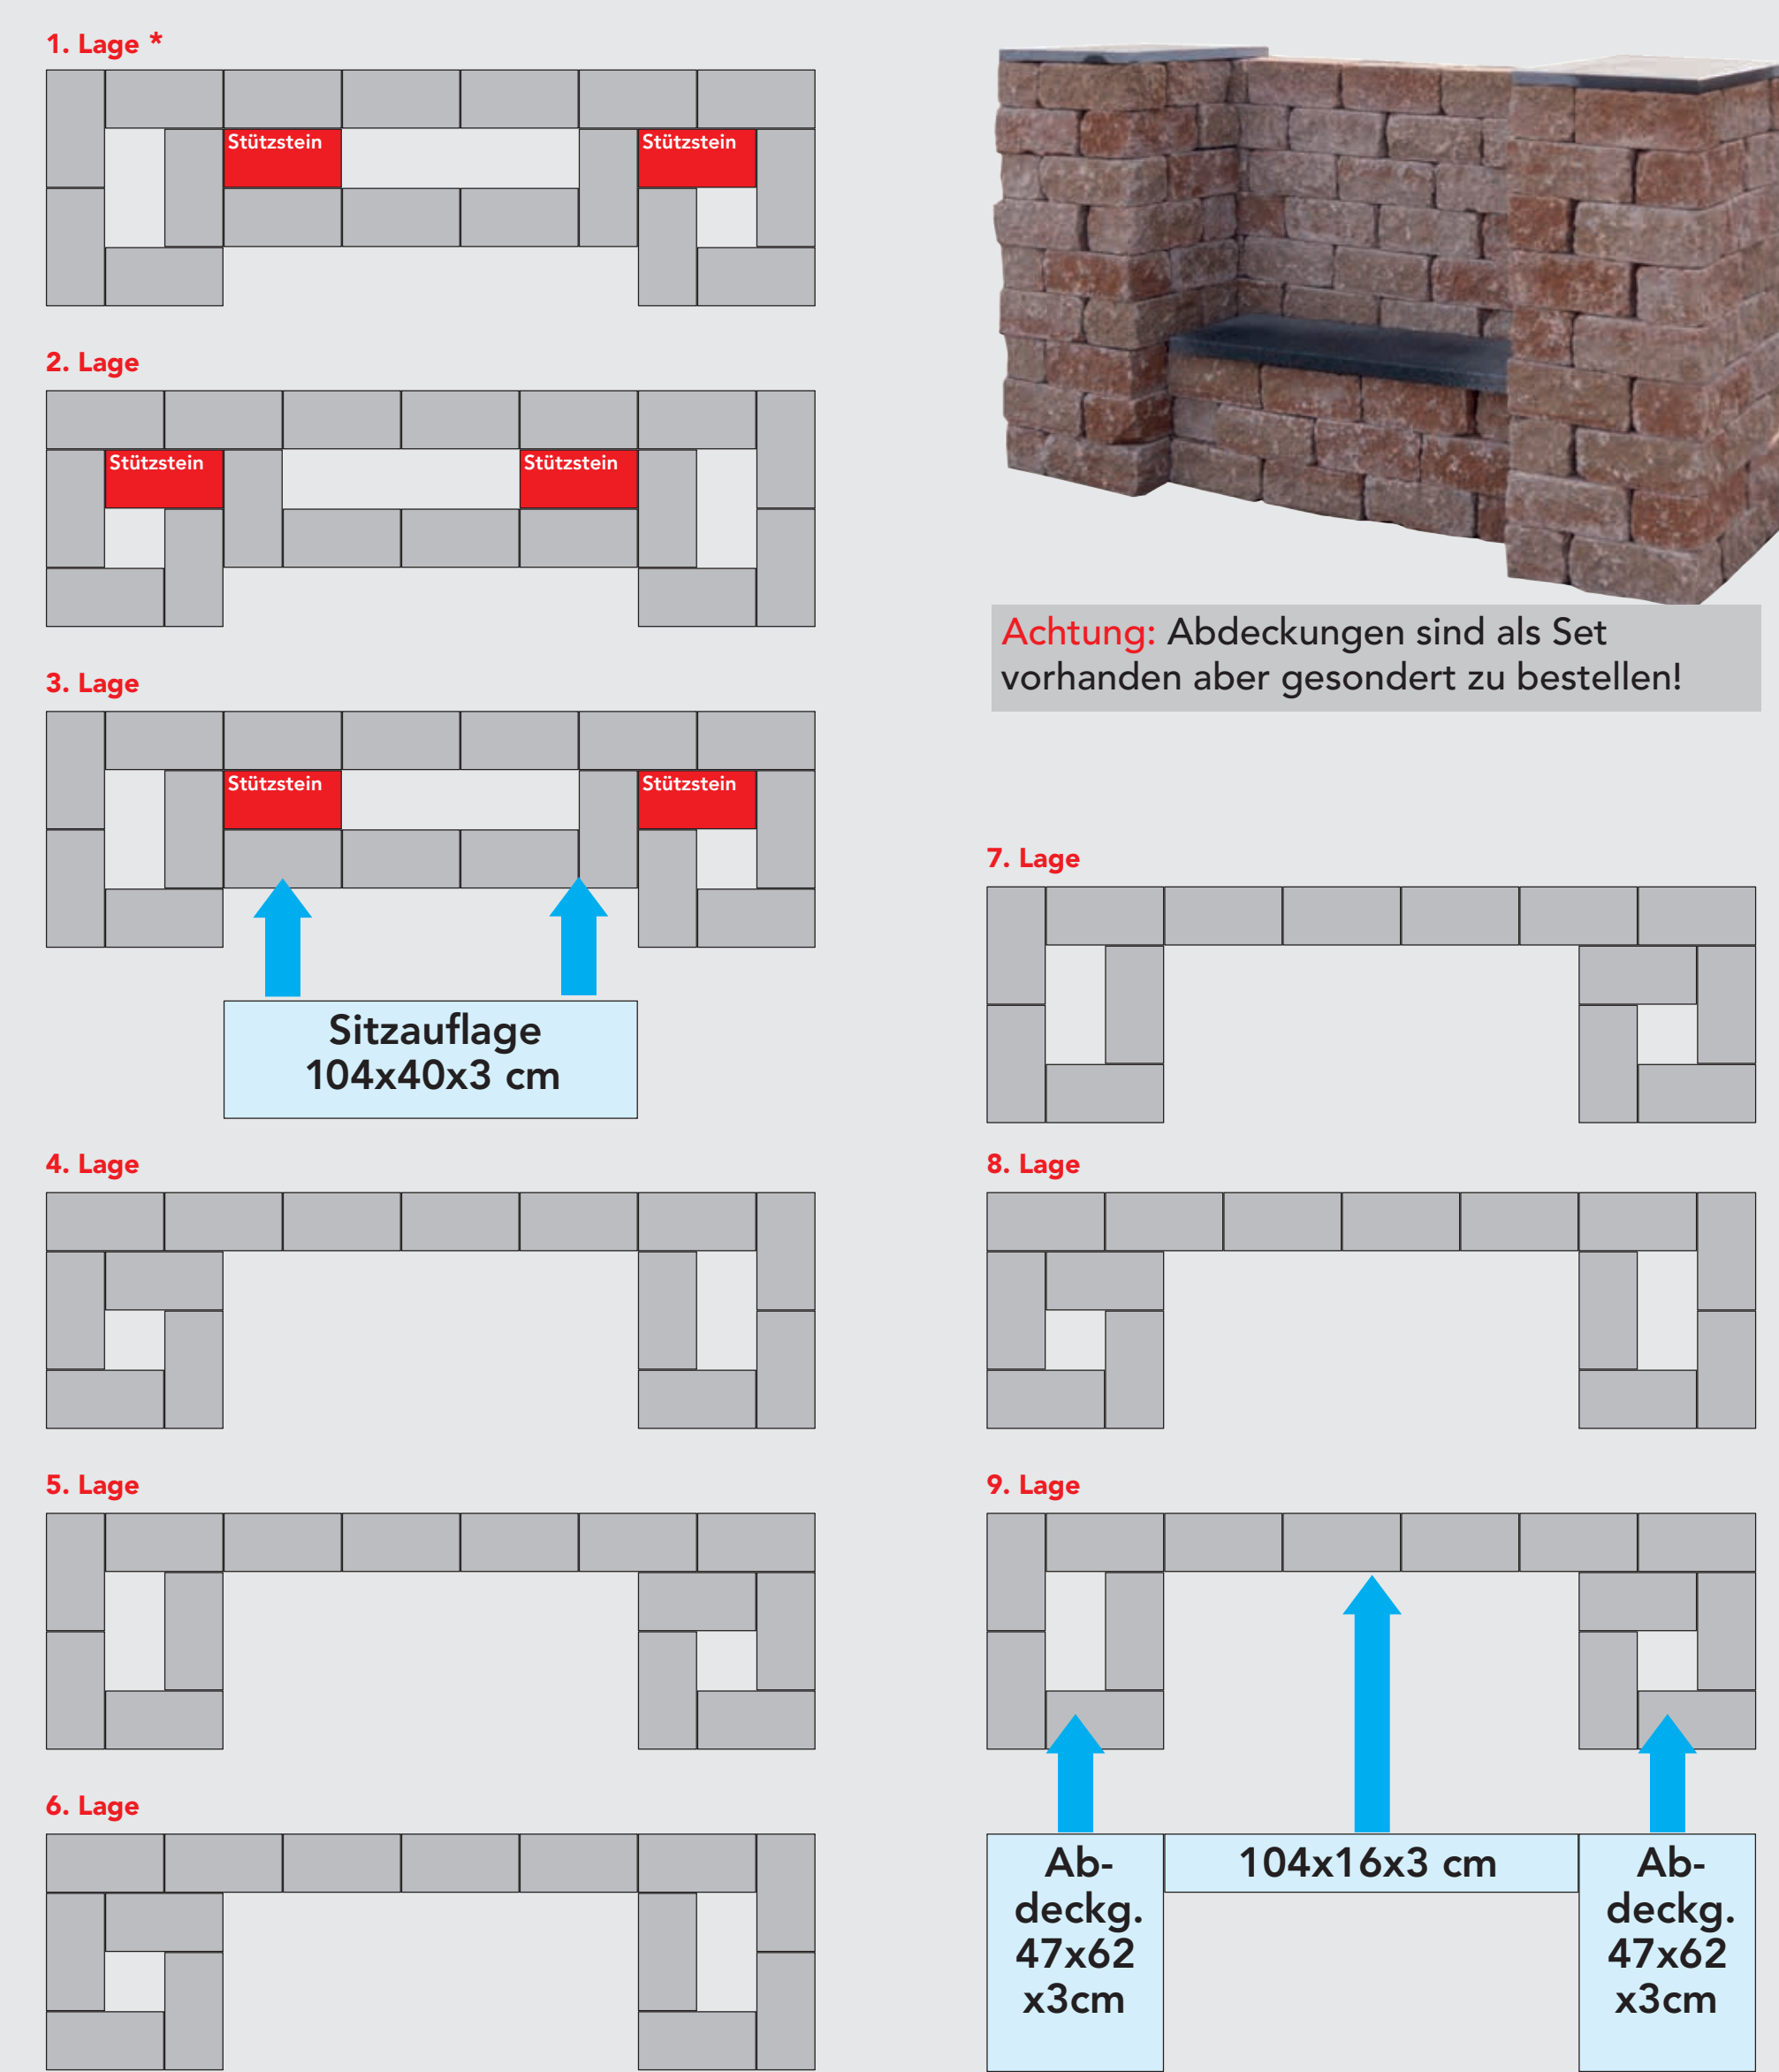 1. Lage *
Stützstein
Stützstein
2. Lage
Stützstein
Stützstein
3. Lage
Stützstein
Stützstein
Sitzauflage
104x40x3 cm
4. Lage
5. Lage
6. Lage
Achtung: Abdeckungen sind als Set
vorhanden aber gesondert zu bestellen!
7. Lage
8. Lage
9. Lage
Ab-
deckg.
47x62
x3cm
104x16x3 cm
Ab-
deckg.
47x62
x3cm